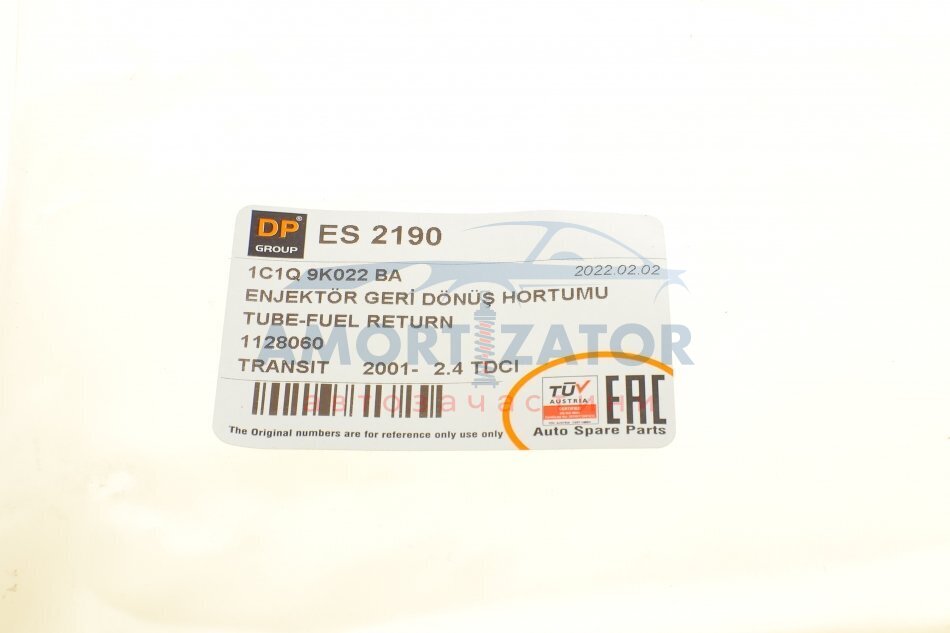 DP®
GROUP
ES 2190
1C1Q 9K022 BA
2022.02.02
ENJEKTÖR GERİ DÖNÜŞ HORTUMU
TUBE-FUEL RETURN
1128060
AMORTIZATOR
TRANSIT 2001- 2.4 TDCI
TÜV
AUSTRIA
EAC
The Original numbers are for reference only use only
Auto Spare Parts